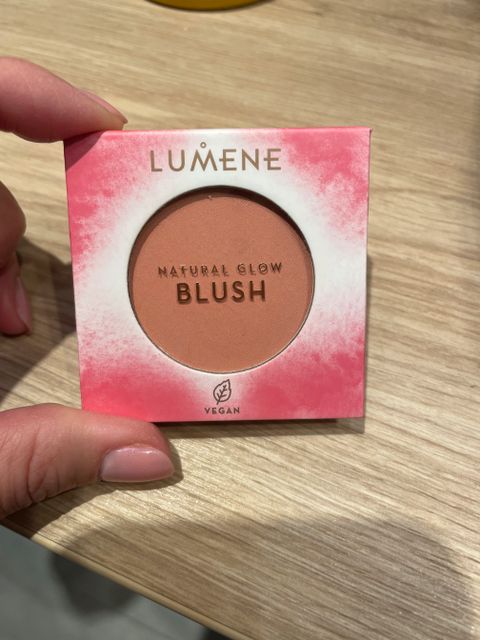 LUMENE
NATURAL GLOW
BLUSH
VEGAN